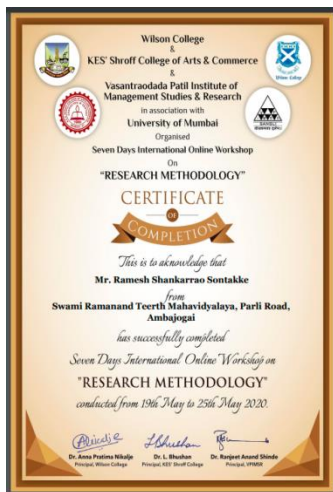 Wilson College
&
KES' Shroff College of Arts & Commerce
&
Vasantraodada Patil Institute of
Management Studies & Research
in association with
University of Mumbai
Organised
Seven Days International Online Workshop
On
"RESEARCH METHODOLOGY"
CERTIFICATE
OF
COMPLETION
This is to aknowledge that
Mr. Ramesh Shankarrao Sontakke
from
Swami Ramanand Teerth Mahavidyalaya, Parli Road,
Ambajogai
has successfully completed
Seven Days International Online Workshop on
"RESEARCH METHODOLOGY"
conducted from 19th May to 25th May 2020.
Dr. Anna Pratima Nikalje
Principal, Wilson College
Dr. L. Bhushan
Principal, KES' Shroff College
Dr. Ranjeet Anand Shinde
Principal, VPIMSR
Wilson College